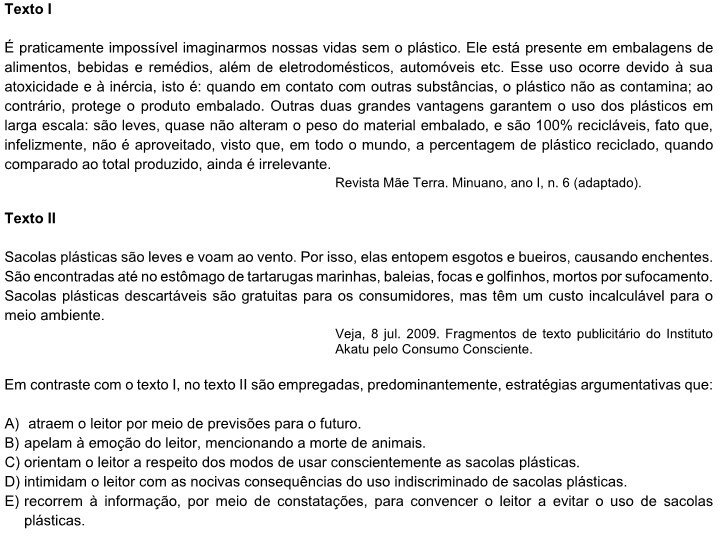 Texto I
É praticamente impossível imaginarmos nossas vidas sem o plástico. Ele está presente em embalagens de
alimentos, bebidas e remédios, além de eletrodomésticos, automóveis etc. Esse uso ocorre devido à sua
atoxicidade e à inércia, isto é: quando em contato com outras substâncias, o plástico não as contamina; ao
contrário, protege o produto embalado. Outras duas grandes vantagens garantem o uso dos plásticos em
larga escala: são leves, quase não alteram o peso do material embalado, e são 100% recicláveis, fato que,
infelizmente, não é aproveitado, visto que, em todo o mundo, a percentagem de plástico reciclado, quando
comparado ao total produzido, ainda é irrelevante.
Revista Mãe Terra. Minuano, ano I, n. 6 (adaptado).
Texto II
Sacolas plásticas são leves e voam ao vento. Por isso, elas entopem esgotos e bueiros, causando enchentes.
São encontradas até no estômago de tartarugas marinhas, baleias, focas e golfinhos, mortos por sufocamento.
Sacolas plásticas descartáveis são gratuitas para os consumidores, mas têm um custo incalculável para o
meio ambiente.
Veja, 8 jul. 2009. Fragmentos de texto publicitário do Instituto
Akatu pelo Consumo Consciente.
Em contraste com o texto I, no texto II são empregadas, predominantemente, estratégias argumentativas que:
A) atraem o leitor por meio de previsões para o futuro.
B) apelam à emoção do leitor, mencionando a morte de animais.
C) orientam o leitor a respeito dos modos de usar conscientemente as sacolas plásticas.
D) intimidam o leitor com as nocivas consequências do uso indiscriminado de sacolas plásticas.
E) recorrem à informação, por meio de constatações, para convencer o leitor a evitar o uso de sacolas
plásticas.